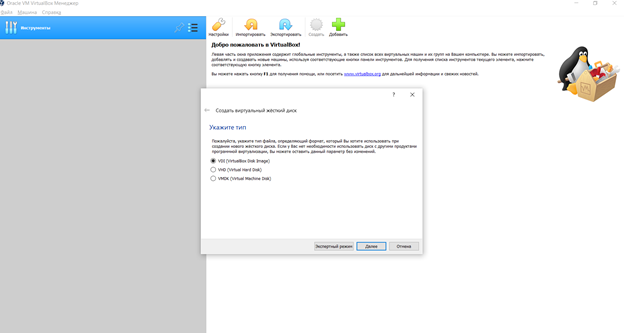 Oracle VM VirtualBox Менеджер
Файл Машина Справка
Инструменты
Настройки Импортировать Экспортировать Создать Добавить
Добро пожаловать в VirtualBox!
Левая часть окна приложения содержит глобальные инструменты, а также список всех виртуальных машин и их групп на Вашем компьютере. Вы можете импортировать,
добавлять и создавать новые машины, используя соответствующие кнопки панели инструментов. Для получения списка инструментов текущего элемента, нажмите
соответствующую кнопку элемента.
Вы можете нажать кнопку F1 для получения помощи, или посетить www.virtualbox.org для дальнейшей информации и свежих новостей.
?
Создать виртуальный жёсткий диск
Укажите тип
Пожалуйста, укажите тип файла, определяющий формат, который Вы хотите использовать при
создании нового жёсткого диска. Если у Вас нет необходимости использовать диск с другими продуктами
программной виртуализации, Вы можете оставить данный параметр без изменений.
VDI (VirtualBox Disk Image)
VHD (Virtual Hard Disk)
VMDK (Virtual Machine Disk)
Экспертный режим Далее Отмена